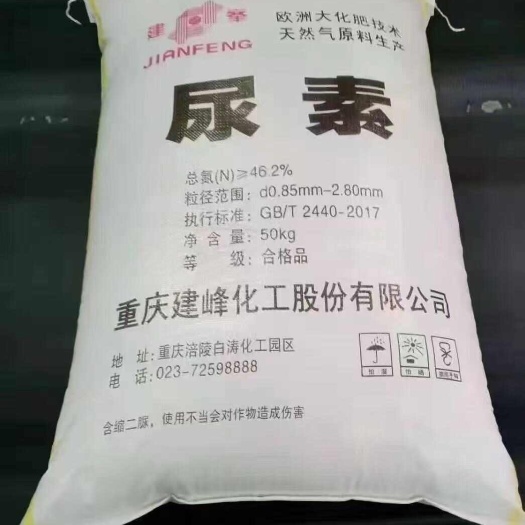 建峰
JIANFENG
欧洲大化肥技术
天然气原料生产
尿素
总氮(N)≥46.2%
粒径范围: d0.85mm-2.80mm
执行标准: GB/T 2440-2017
净含量: 50kg
等级: 合格品
重庆建峰化工股份有限公司
地址:重庆涪陵白涛化工园区
电话:023-72598888
含缩二脲，使用不当会对作物造成伤害